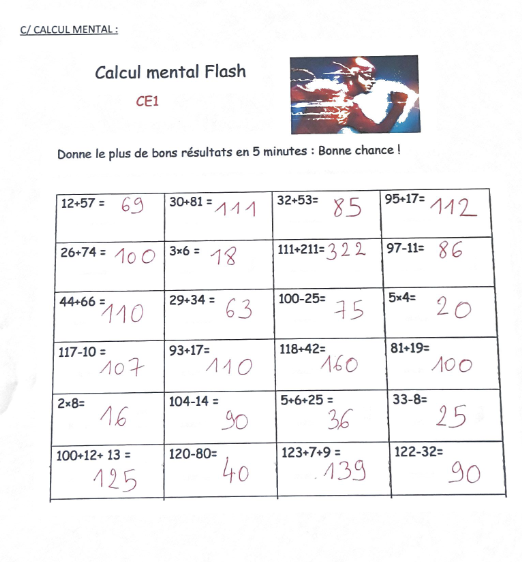 C/ CALCUL MENTAL :
Calcul mental Flash
CE1
Donne le plus de bons résultats en 5 minutes : Bonne chance !
12+57 = 69 30+81 = 111 32+53= 85 95+17= 112
26+74 = 100 3×6 = 18 111+211= 322 97-11= 86
44+66 = 110 29+34 = 63 100-25= 75 5×4= 20
117-10 = 107 93+17= 110 118+42= 160 81+19= 100
2×8= 16 104-14 = 90 5+6+25 = 36 33-8= 25
100+12+ 13 = 125 120-80= 40 123+7+9 = 139 122-32= 90